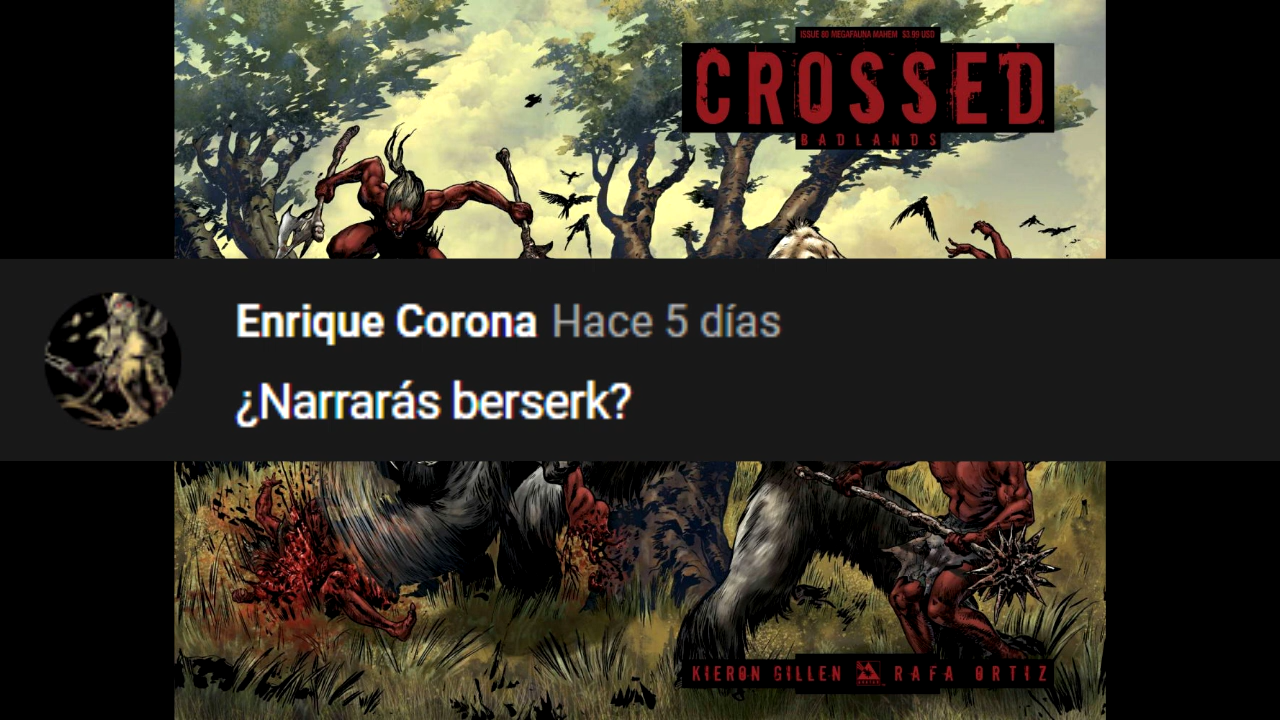 ISSUE 80 MEGAFAUNA MAHEM $3.99 USD
CROSSED
BADLANDS
Enrique Corona Hace 5 días
¿Narrarás berserk?
KIERON GILLEN RAFA ORTIZ